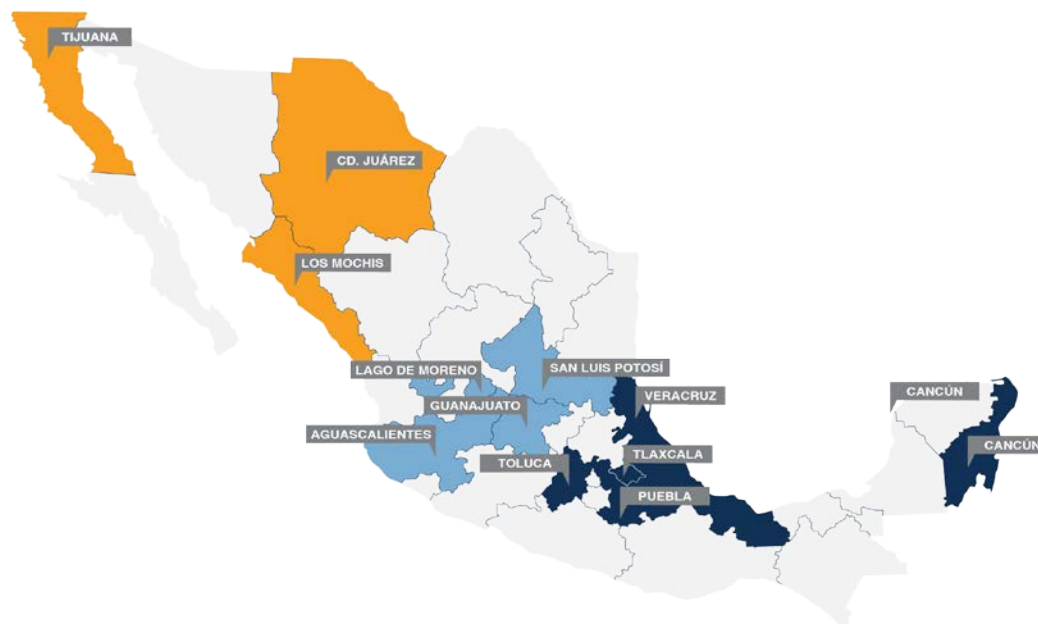 TIJUANA
CD. JUÁREZ
LOS MOCHIS
LAGO DE MORENO
SAN LUIS POTOSÍ
CANCÚN
VERACRUZ
GUANAJUATO
AGUASCALIENTES
CANCÚN
TLAXCALA
TOLUCA
PUEBLA